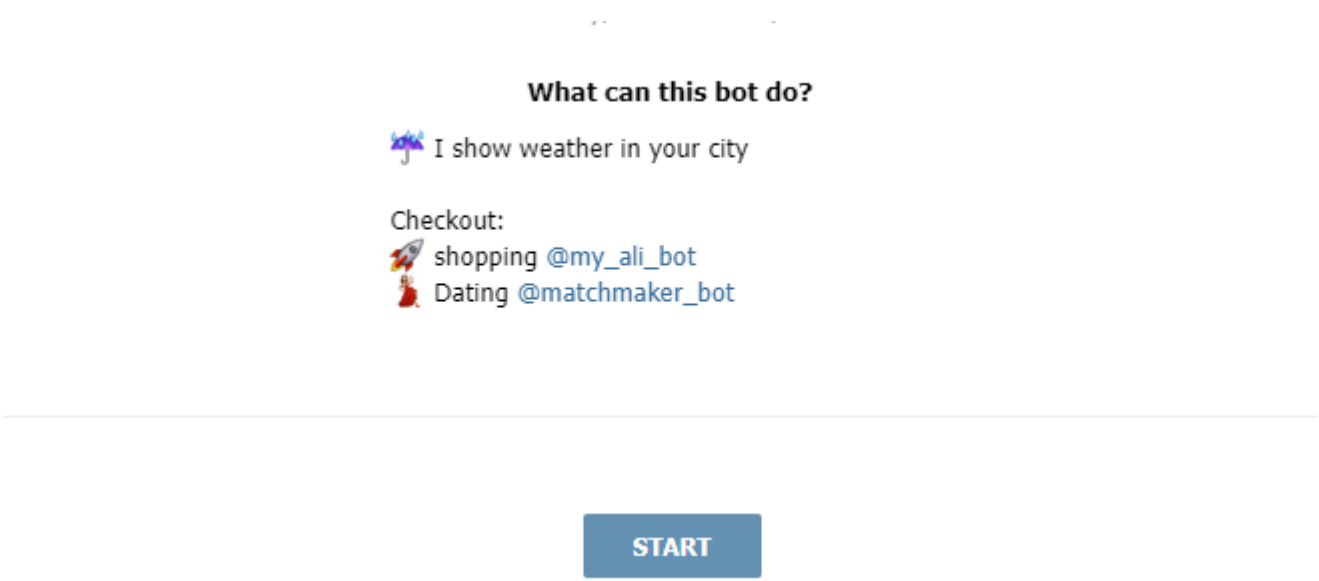 What can this bot do?
☔ I show weather in your city
Checkout:
🚀 shopping @my_ali_bot
💃 Dating @matchmaker_bot
START